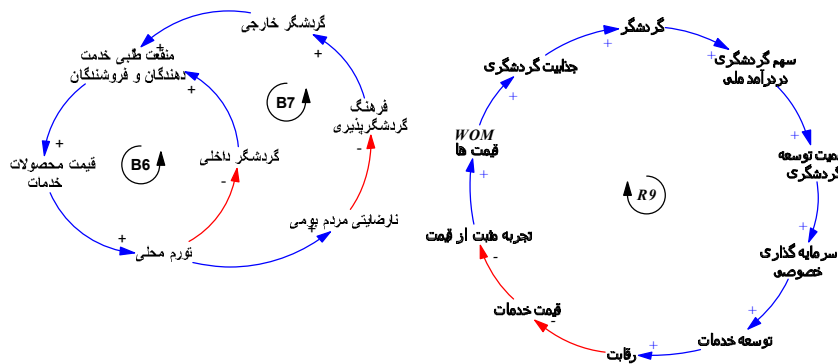 گردشگر خارجی
+
+
منفعت طلبی خدمت
دهندگان و فروشندگان
+
+
B7
فرهنگ
گردشگرپذیری
-
+
قیمت محصولات
خدمات
B6
گردشگر داخلی
-
نارضایتی مردم بومی
+
+
تورم محلی
گردشگر
+
+
سهم گردشگری
دردرآمد ملی
جذابیت گردشگری
+
+
WOM
قیمت ها
+
اهمیت توسعه
گردشگری
R9
تجربه مثبت از قیمت
-
+
سرمایه گذاری
خصوصی
قیمت خدمات
-
+
توسعه خدمات
+
رقابت